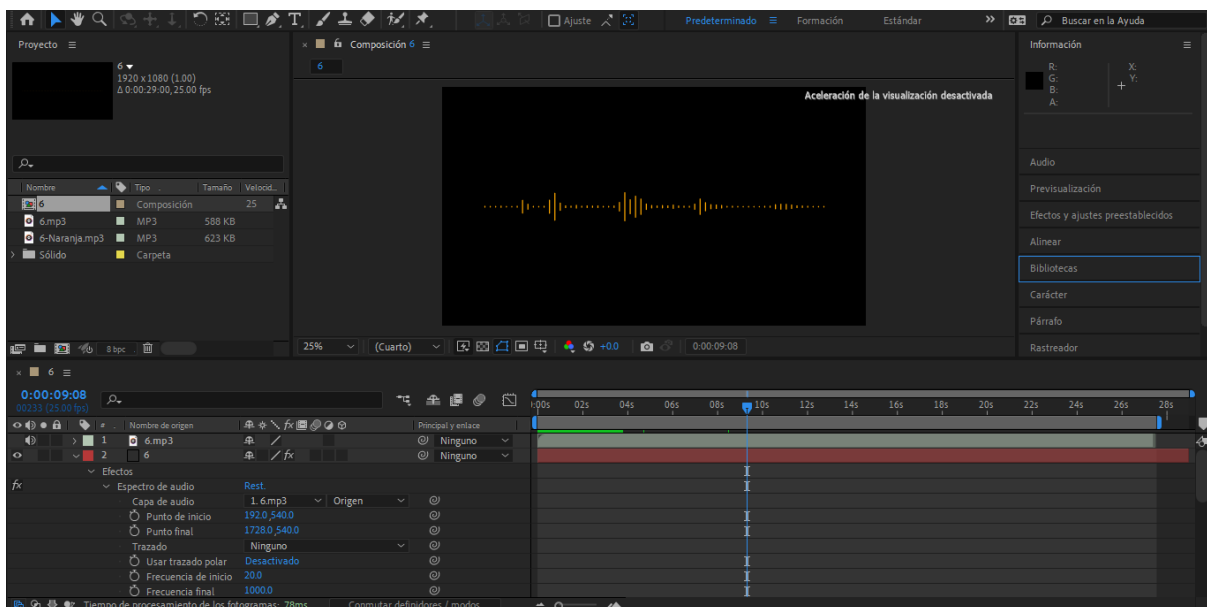 Ajuste
Predeterminado
Formación
Estándar
Buscar en la Ayuda
Proyecto
6
1920 x 1080 (1.00)
Δ 0:00:29:00, 25.00 fps
Nombre
Tipo
Tamaño
Velocid...
6
Composición
25
6.mp3
MP3
588 KB
6-Naranja.mp3
MP3
623 KB
Sólido
Carpeta
8 bpc
Composición 6
6
Aceleración de la visualización desactivada
25%
(Cuarto)
+0.0
0:00:09:08
Información
R:
G:
B:
A:
X:
Y:
Audio
Previsualización
Efectos y ajustes preestablecidos
Alinear
Bibliotecas
Carácter
Párrafo
Rastreador
6
0:00:09:08
00233 (25.00 fps)
:00s 02s 04s 06s 08s 10s 12s 14s 16s 18s 20s 22s 24s 26s 28s
# Nombre de origen
fx
Principal y enlace
1 6.mp3
Ninguno
2 6
fx
Ninguno
Efectos
fx Espectro de audio Rest.
Capa de audio 1. 6.mp3 Origen
Punto de inicio 192.0,540.0
Punto final 1728.0,540.0
Trazado Ninguno
Usar trazado polar Desactivado
Frecuencia de inicio 20.0
Frecuencia final 1000.0
Tiempo de procesamiento de los fotogramas: 78ms
Conmutar definidores / modos